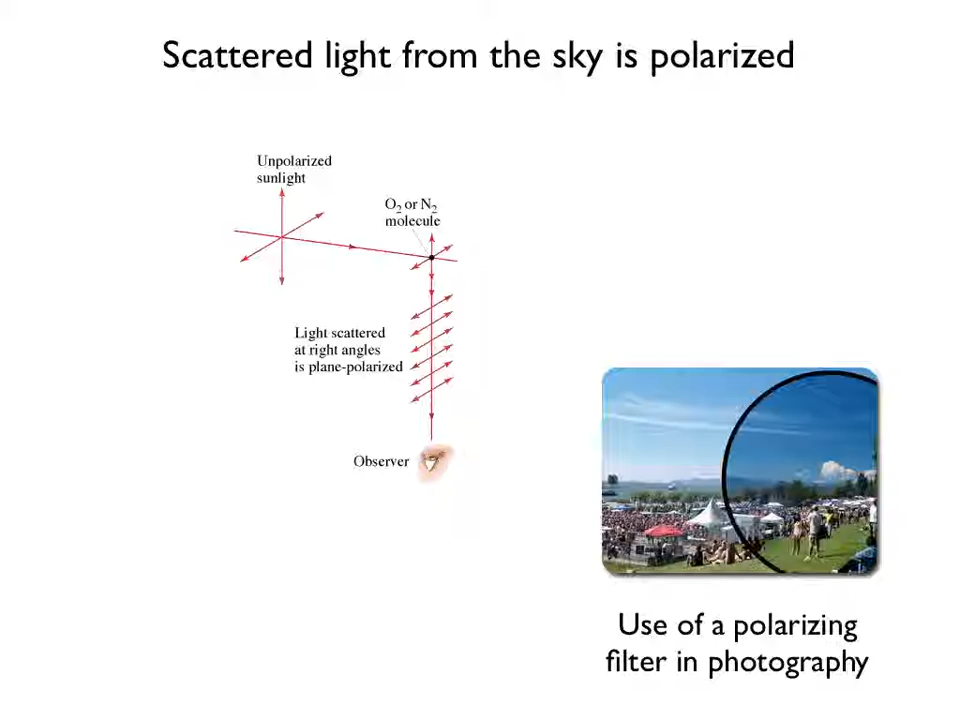 Scattered light from the sky is polarized
Unpolarized
sunlight
O₂ or N₂
molecule
Light scattered
at right angles
is plane-polarized
Observer
Use of a polarizing
filter in photography